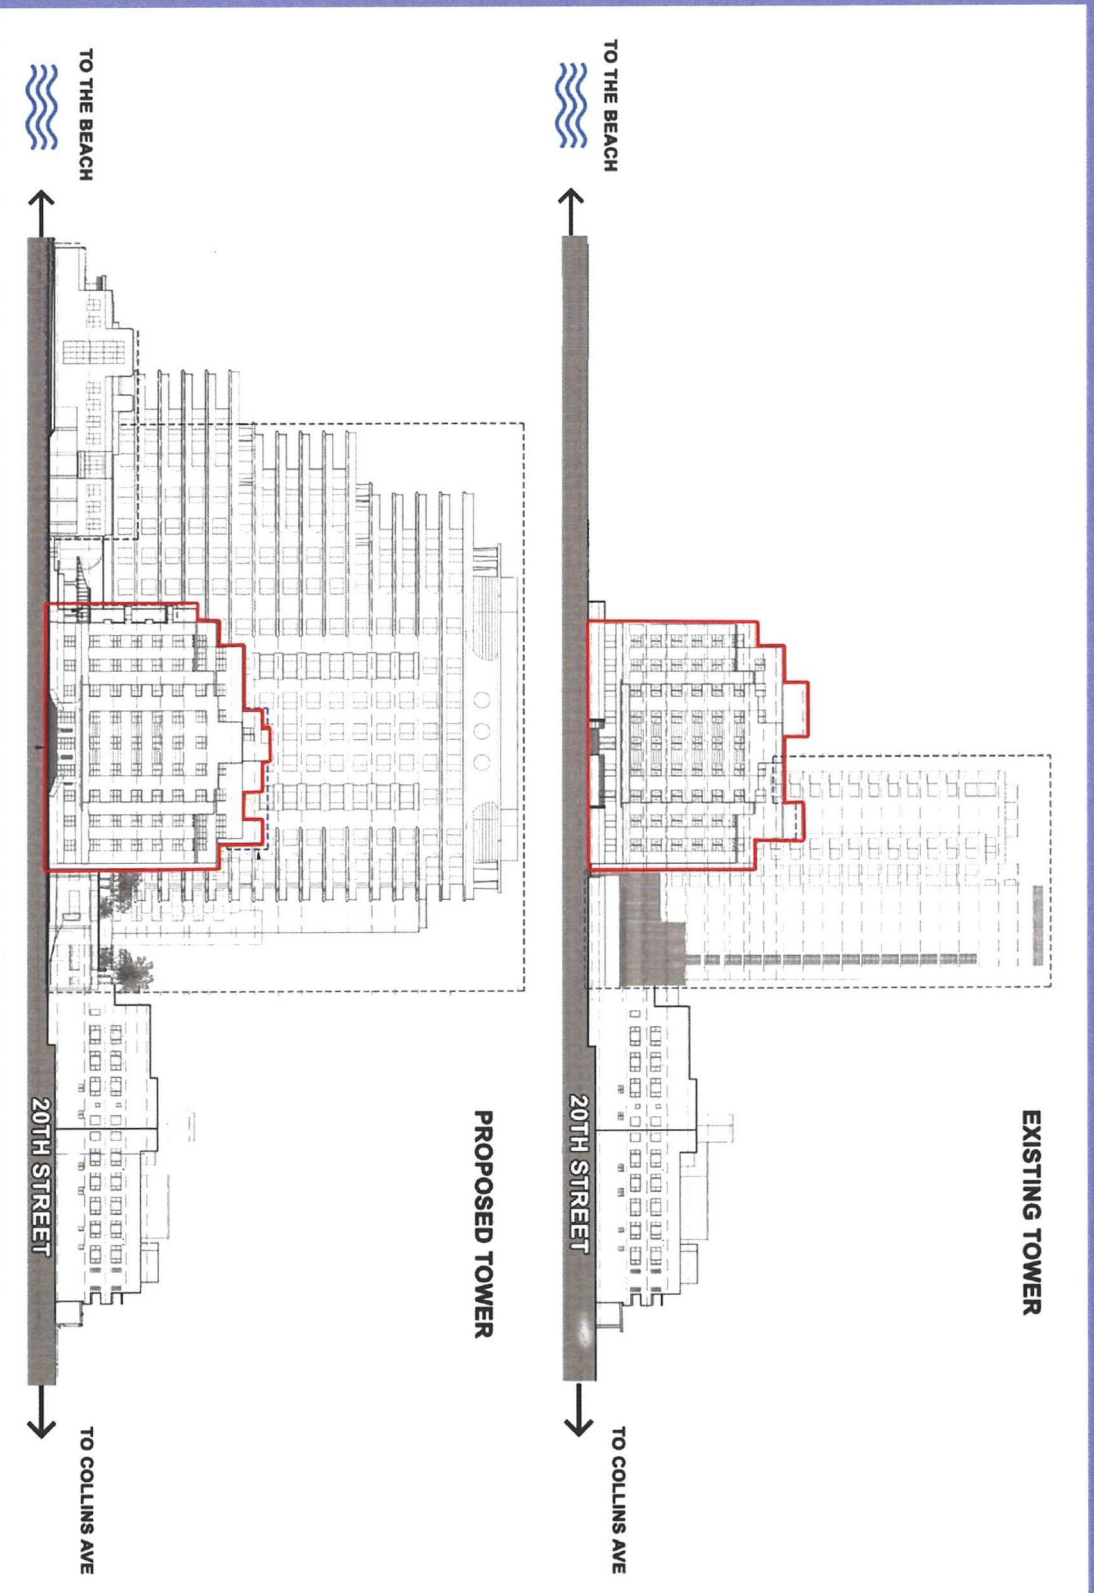 EXISTING TOWER
TO THE BEACH
20TH STREET
TO COLLINS AVE
PROPOSED TOWER
TO THE BEACH
20TH STREET
TO COLLINS AVE